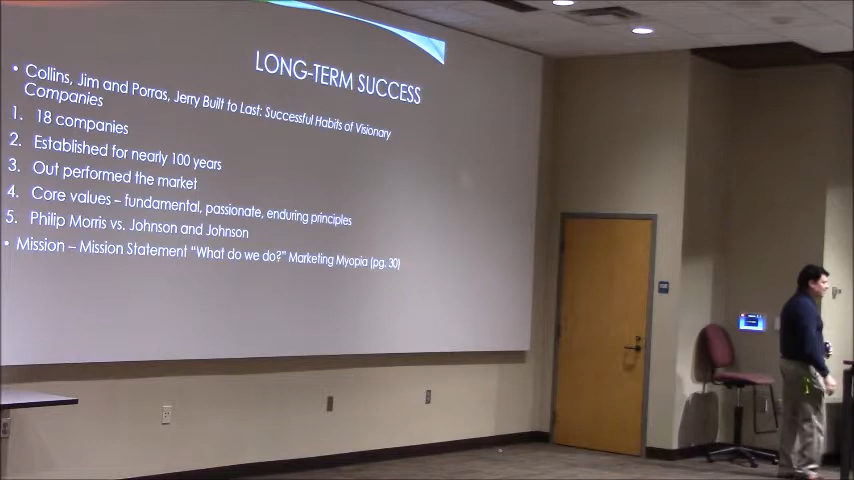 LONG-TERM SUCCESS
• Collins, Jim and Porras, Jerry Built to Last: Successful Habits of Visionary
Companies
1. 18 companies
2. Established for nearly 100 years
3. Out performed the market
4. Core values – fundamental, passionate, enduring principles
5. Philip Morris vs. Johnson and Johnson
• Mission – Mission Statement “What do we do?” Marketing Myopia (pg. 30)